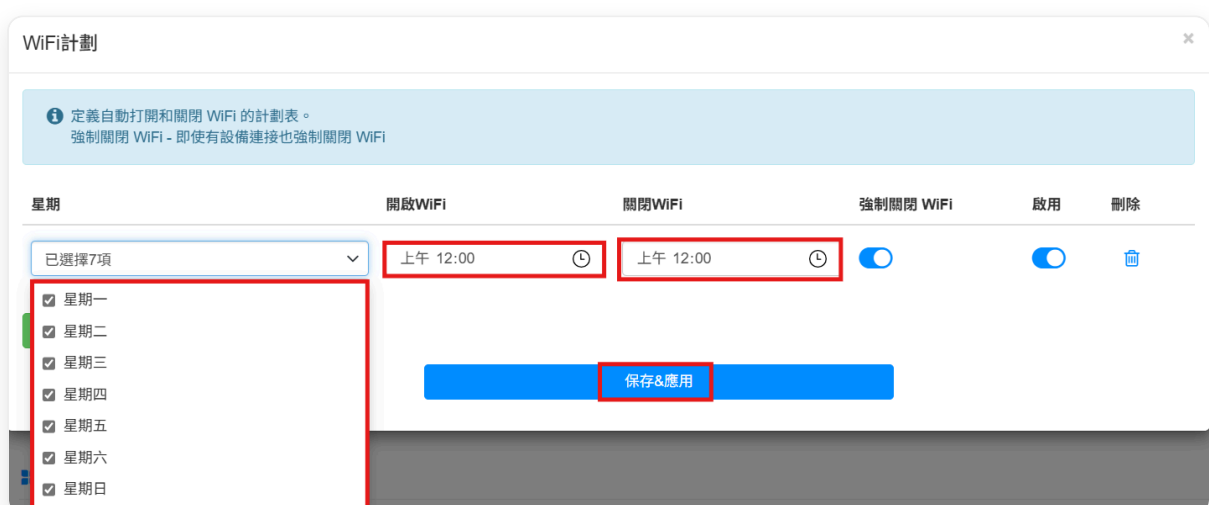 WiFi計劃
×
定義自動打開和關閉 WiFi 的計劃表。
強制關閉 WiFi - 即使有設備連接也強制關閉 WiFi
星期 開啟WiFi 關閉WiFi 強制關閉 WiFi 啟用 刪除
已選擇7項 上午 12:00 上午 12:00
星期一
星期二
星期三
保存&應用
星期四
星期五
星期六
星期日